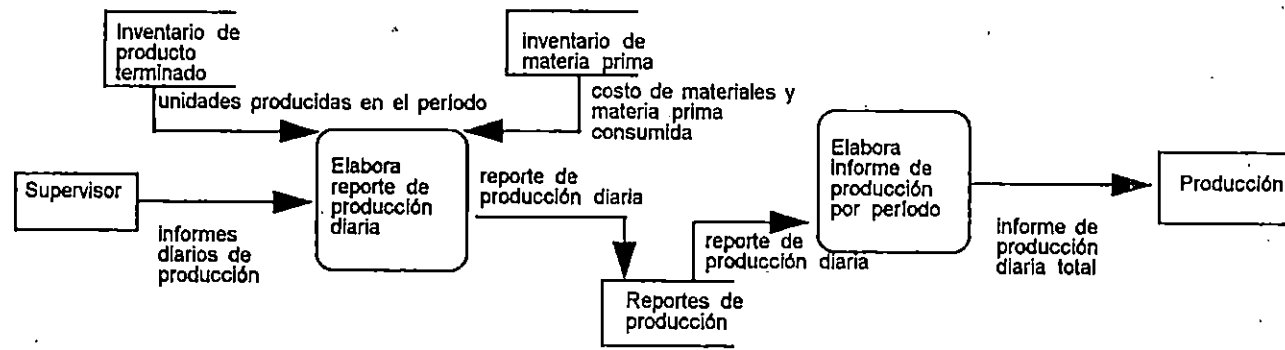 Inventario de
producto
terminado
unidades producidas en el período
inventario de
materia prima
costo de materiales y
materia prima
consumida
Supervisor
informes
diarios de
producción
Elabora
reporte de
producción
diaria
reporte de
producción diaria
Reportes de
producción
reporte de
producción diaria
Elabora
informe de
producción
por período
informe de
producción
diaria total
Producción